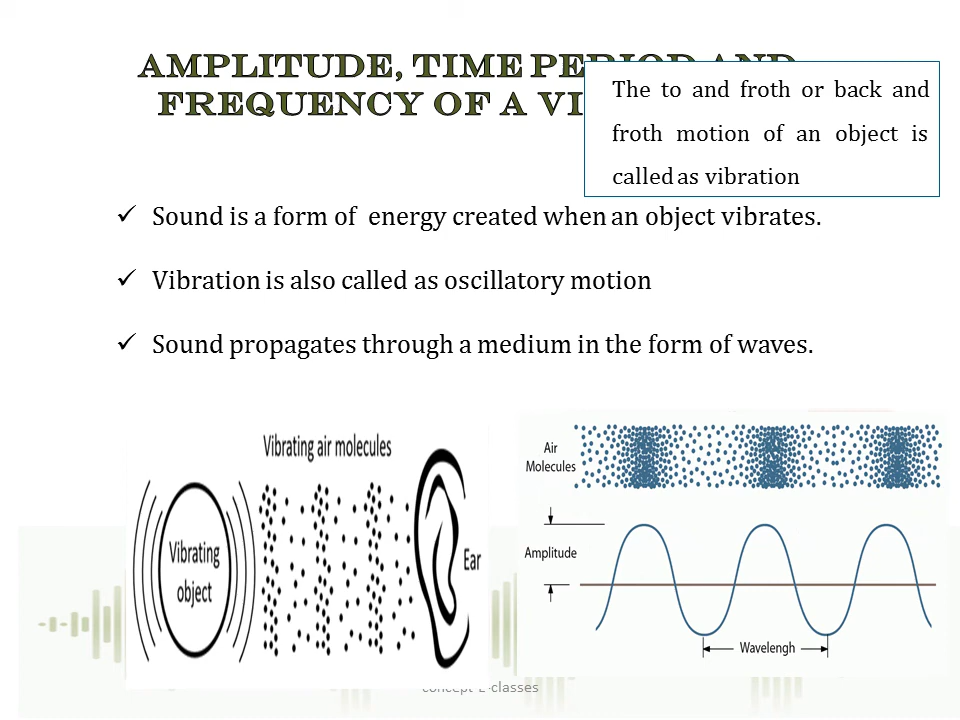 AMPLITUDE, TIME PERIOD AND
FREQUENCY OF A VI
The to and froth or back and
froth motion of an object is
called as vibration
✓ Sound is a form of energy created when an object vibrates.
✓ Vibration is also called as oscillatory motion
✓ Sound propagates through a medium in the form of waves.
Vibrating air molecules
Vibrating
object
Ear
Air
Molecules
Amplitude
Wavelengh
concept-E-classes